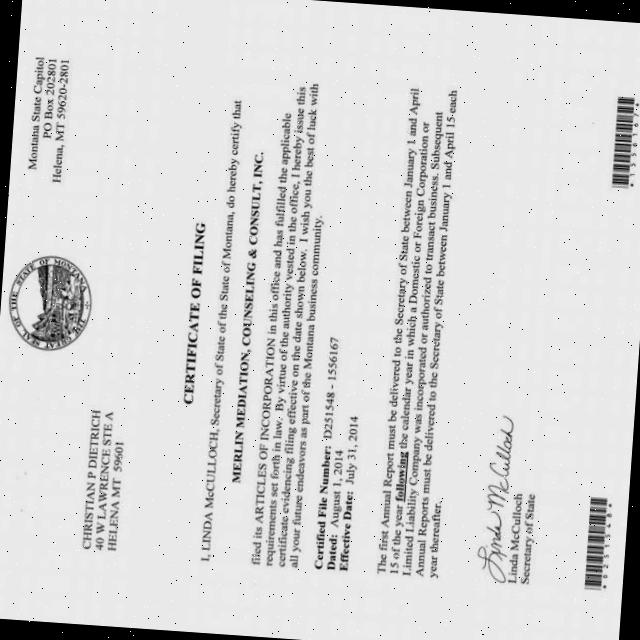 CHRISTIAN P DIETRICH
40 W LAWRENCE STE A
HELENA MT 59601
Montana State Capitol
PO Box 202801
Helena, MT 59620-2801
CERTIFICATE OF FILING
I, LINDA McCULLOCH, Secretary of State of the State of Montana, do hereby certify that
MERLIN MEDIATION, COUNSELING & CONSULT, INC.
filed its ARTICLES OF INCORPORATION in this office and has fulfilled the applicable
requirements set forth in law. By virtue of the authority vested in the office, I hereby issue this
certificate evidencing filing effective on the date shown below. I wish you the best of luck with
all your future endeavors as part of the Montana business community.
Certified File Number: D251548 - 1556167
Dated: August 1, 2014
Effective Date: July 31, 2014
The first Annual Report must be delivered to the Secretary of State between January 1 and April
15 of the year following the calendar year in which a Domestic or Foreign Corporation or
Limited Liability Company was incorporated or authorized to transact business. Subsequent
Annual Reports must be delivered to the Secretary of State between January 1 and April 15 each
year thereafter.
Linda McCulloch
Linda McCulloch
Secretary of State